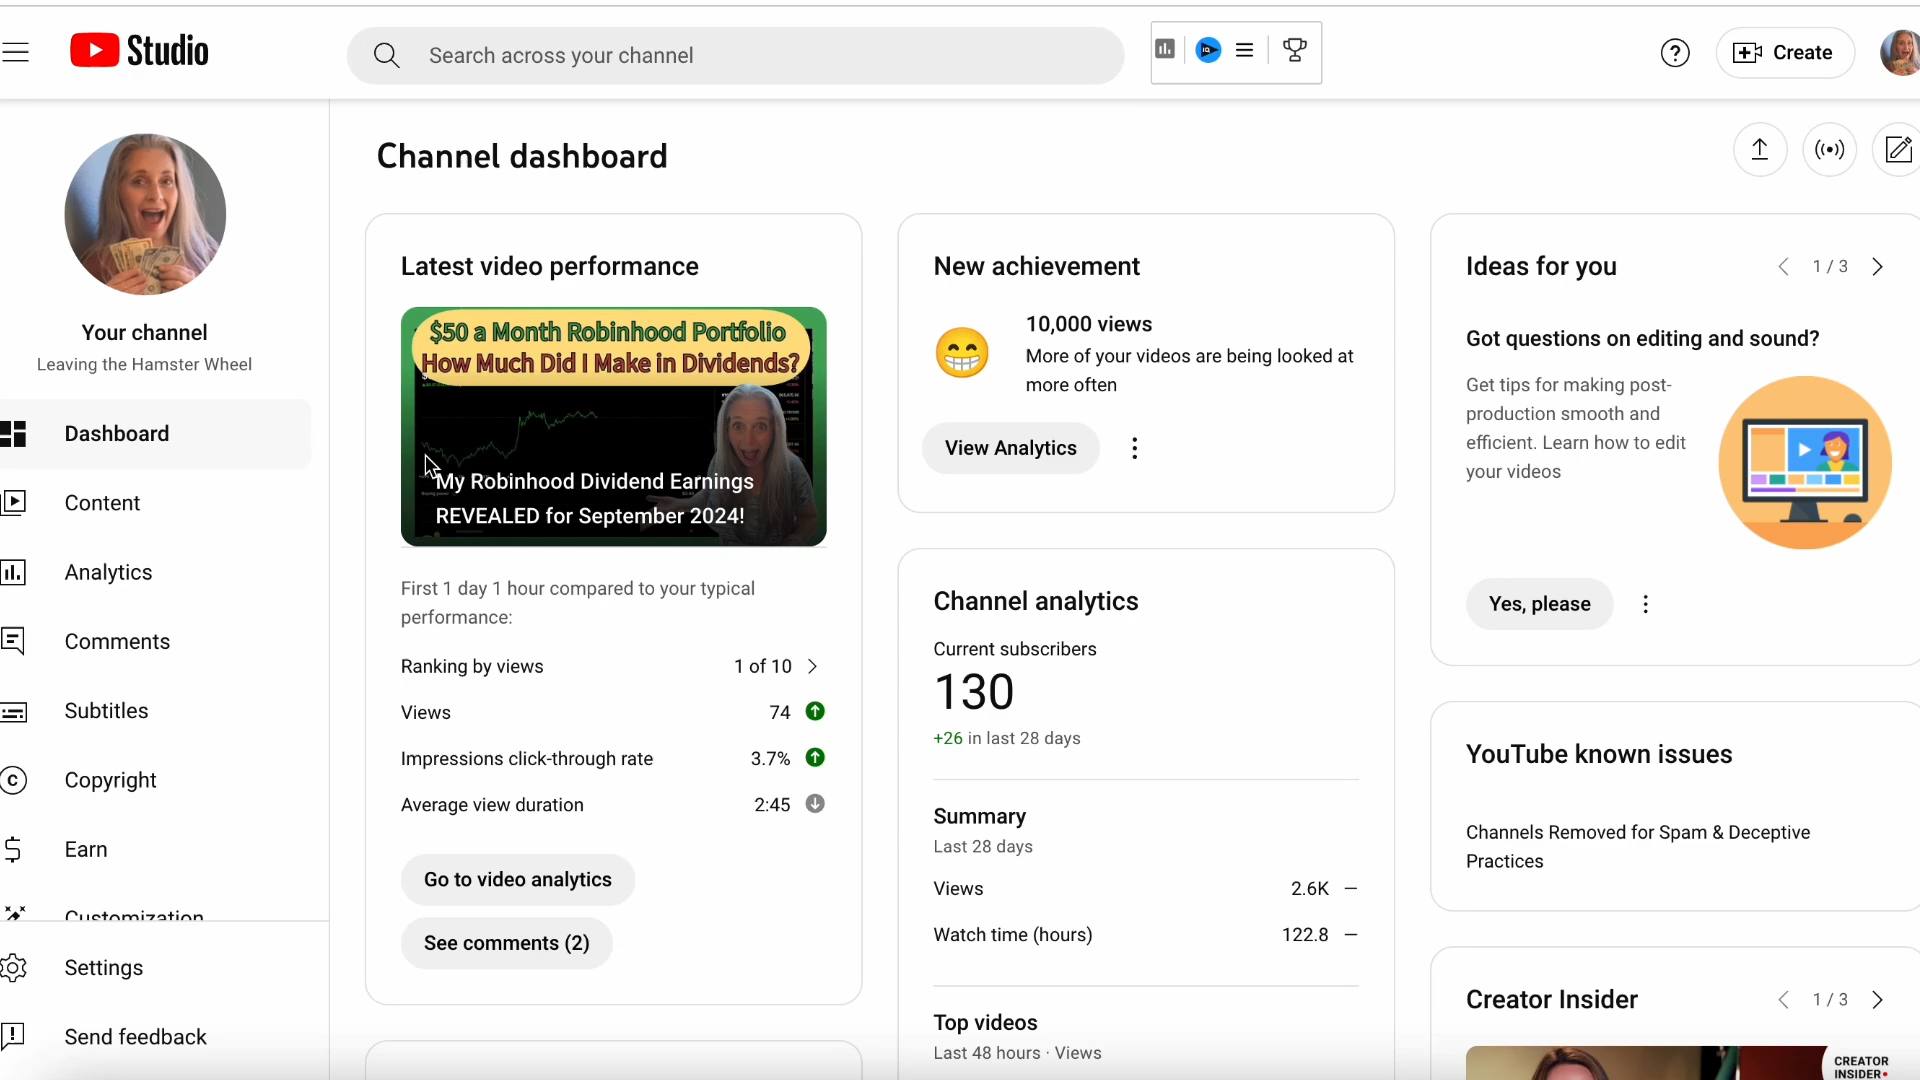 Studio
Search across your channel
Create
Your channel
Leaving the Hamster Wheel
Dashboard
Content
Analytics
Comments
Subtitles
Copyright
Earn
Customization
Settings
Send feedback
Channel dashboard
Latest video performance
$50 a Month Robinhood Portfolio
How Much Did I Make in Dividends?
My Robinhood Dividend Earnings
REVEALED for September 2024!
First 1 day 1 hour compared to your typical
performance:
Ranking by views 1 of 10
Views 74
Impressions click-through rate 3.7%
Average view duration 2:45
Go to video analytics
See comments (2)
New achievement
10,000 views
More of your videos are being looked at
more often
View Analytics
Channel analytics
Current subscribers
130
+26 in last 28 days
Summary
Last 28 days
Views 2.6K —
Watch time (hours) 122.8 —
Top videos
Last 48 hours · Views
Ideas for you 1 / 3
Got questions on editing and sound?
Get tips for making post-
production smooth and
efficient. Learn how to edit
your videos
Yes, please
YouTube known issues
Channels Removed for Spam & Deceptive
Practices
Creator Insider 1 / 3
CREATOR
INSIDER